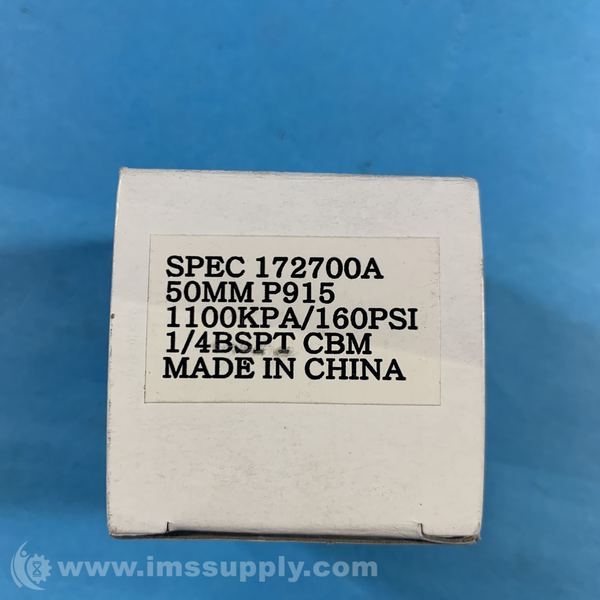 SPEC 172700A
50MM P915
1100KPA/160PSI
1/4BSPT CBM
MADE IN CHINA
www.imssupply.com